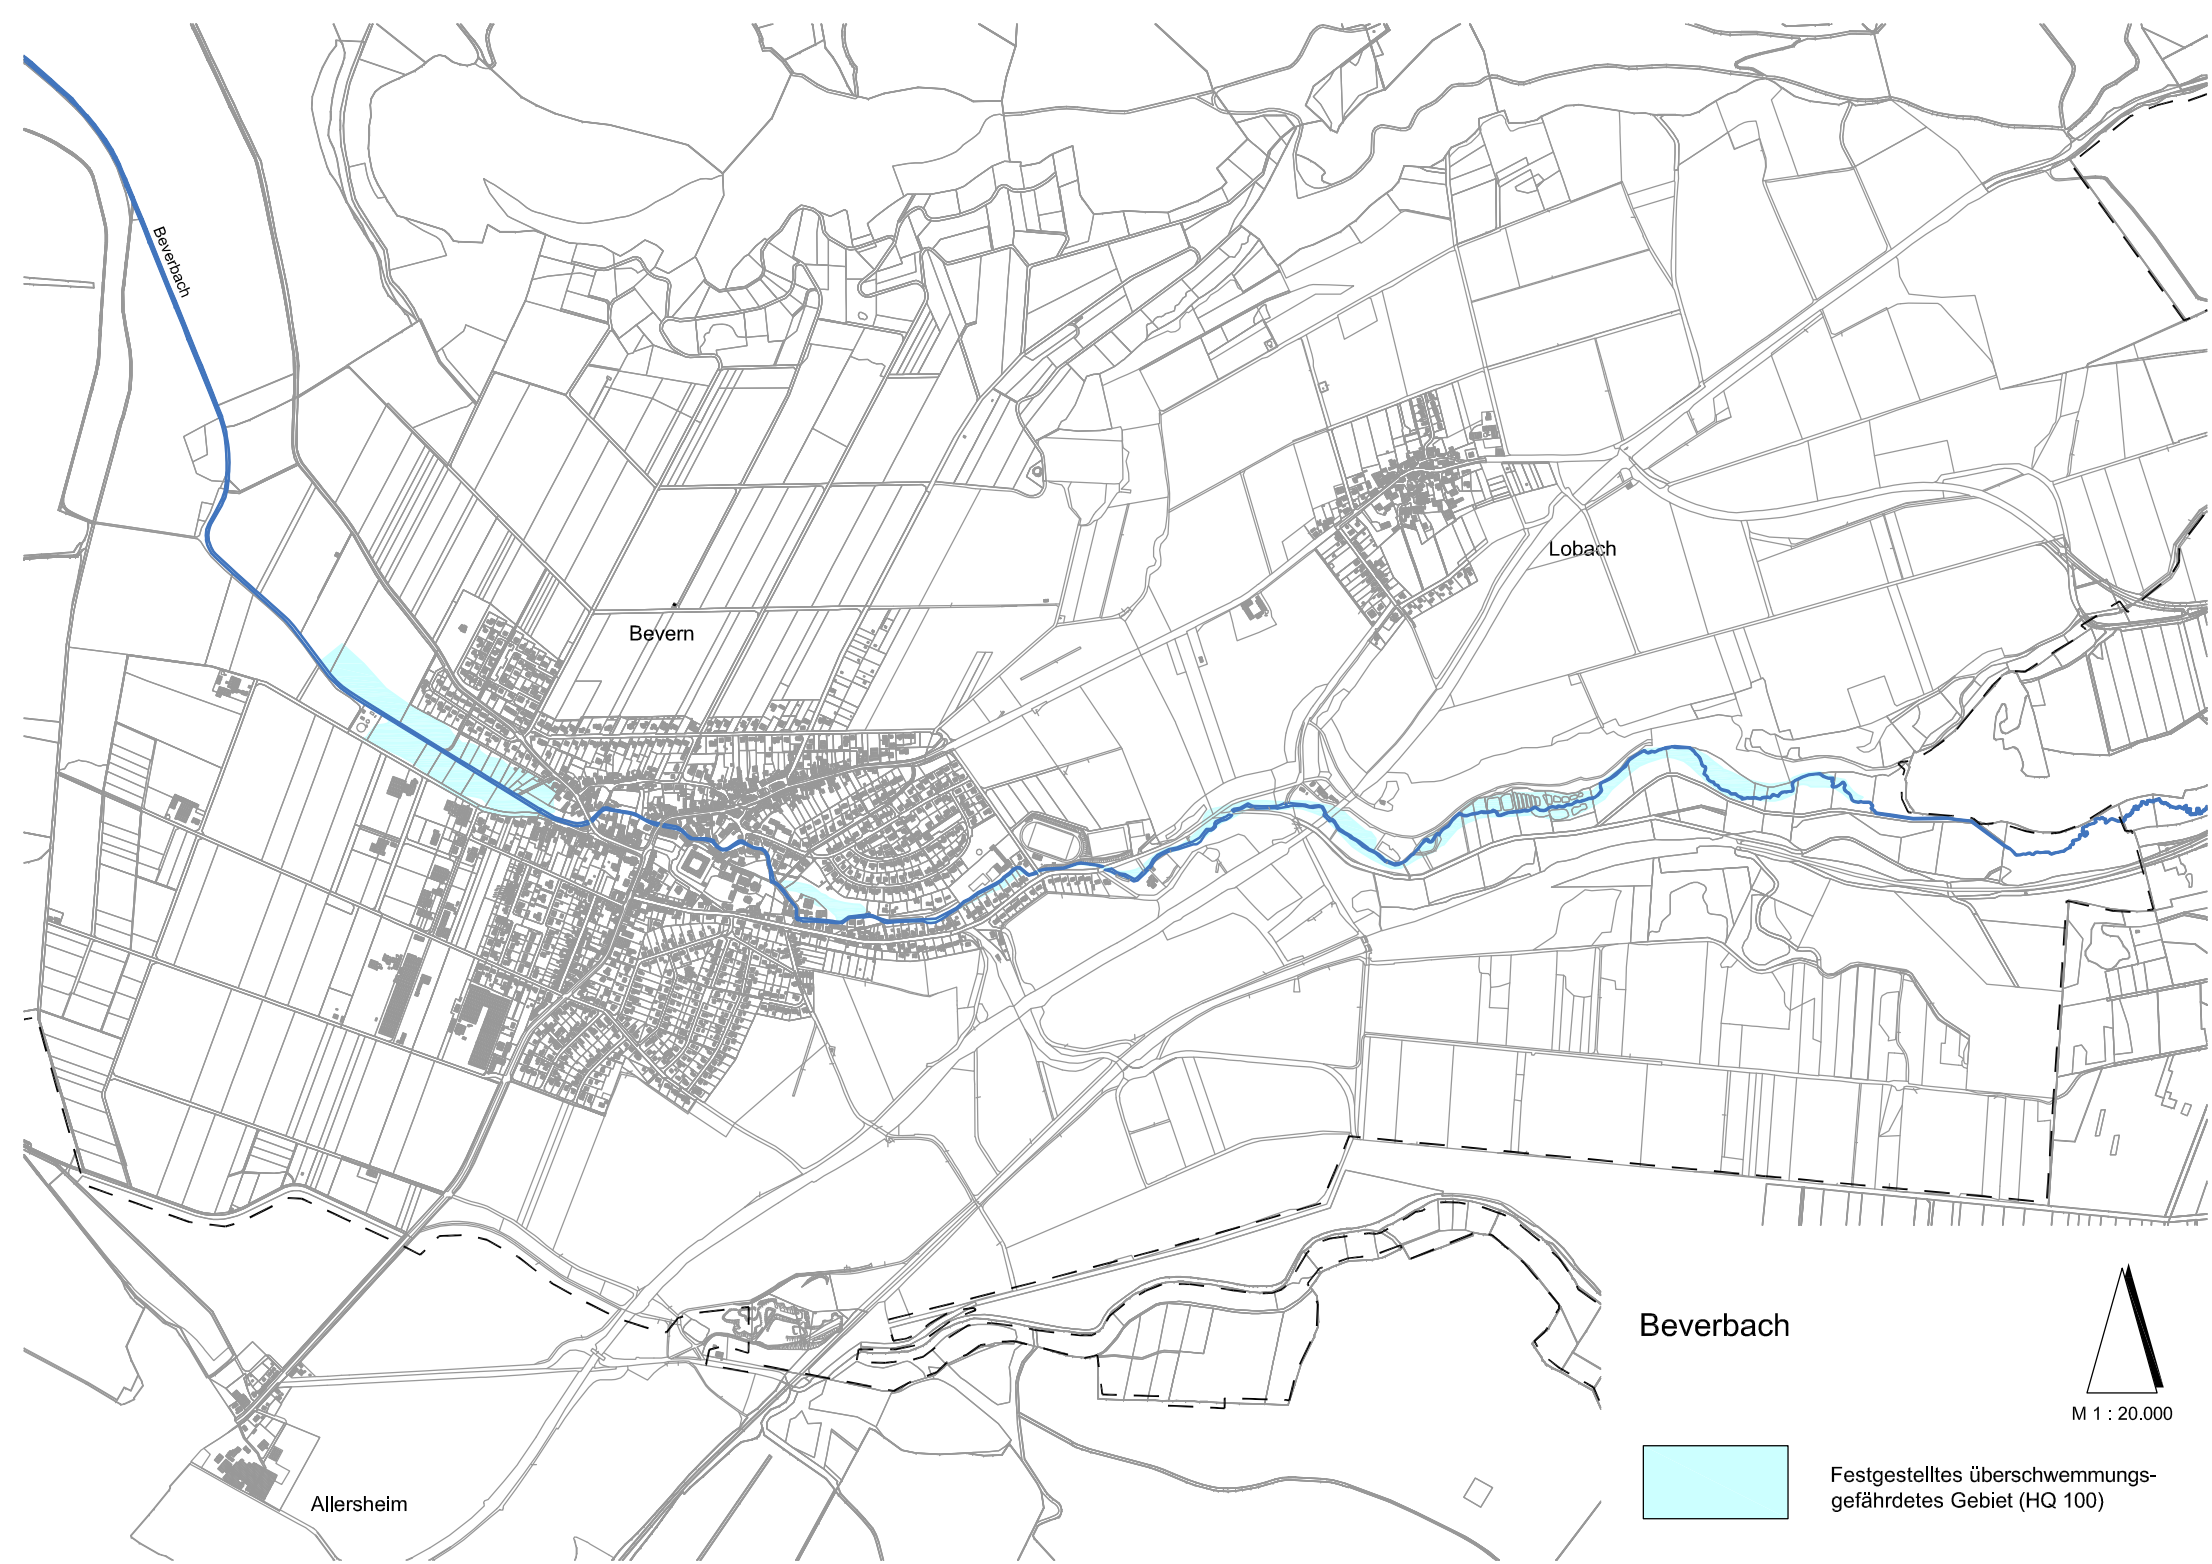 Beverbach
Lobach
Bevern
Beverbach
M 1 : 20.000
Festgestelltes überschwemmungs-
gefährdetes Gebiet (HQ 100)
Allersheim